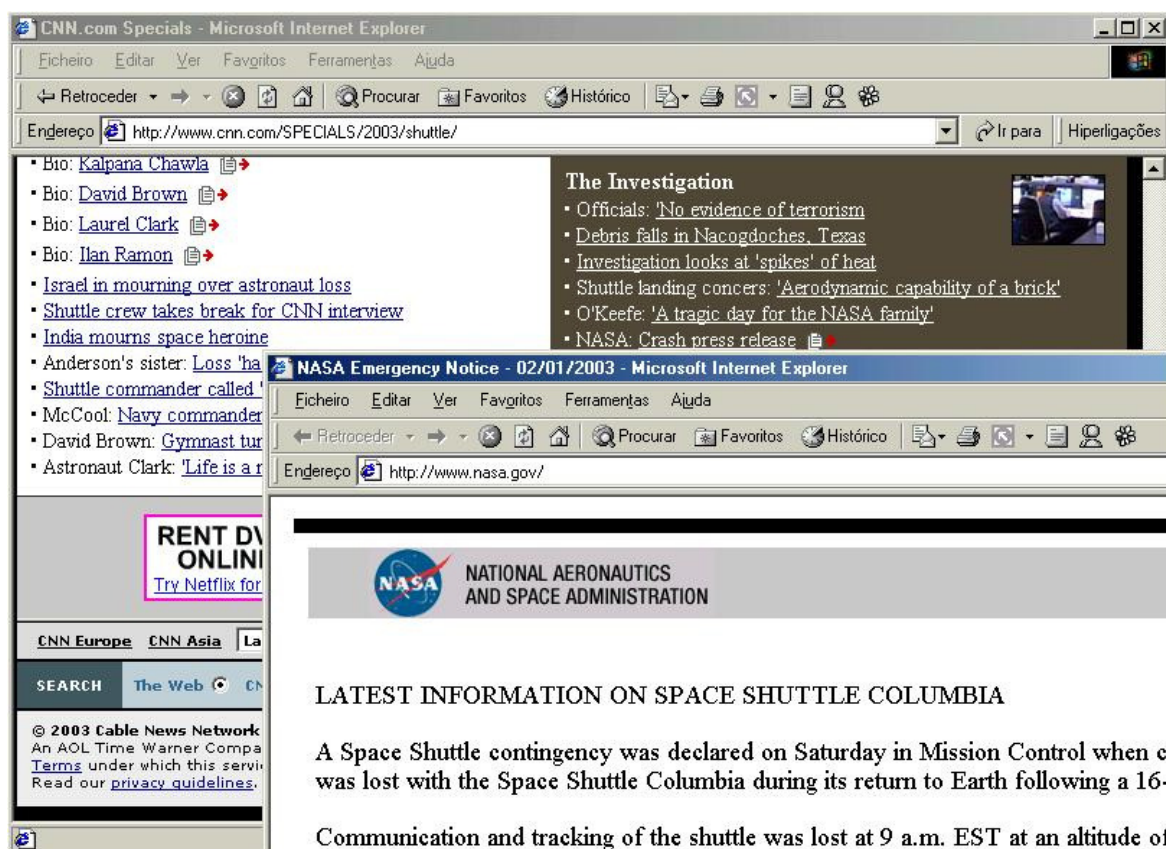 CNN.com Specials - Microsoft Internet Explorer
Ficheiro Editar Ver Favoritos Ferramentas Ajuda
Retroceder Procurar Favoritos Histórico
Endereço http://www.cnn.com/SPECIALS/2003/shuttle/ Ir para Hiperligações
• Bio: Kalpana Chawla
• Bio: David Brown
• Bio: Laurel Clark
• Bio: Ilan Ramon
• Israel in mourning over astronaut loss
• Shuttle crew takes break for CNN interview
• India mourns space heroine
• Anderson's sister: Loss 'ha
• Shuttle commander called '
• McCool: Navy commander
• David Brown: Gymnast tur
• Astronaut Clark: 'Life is a
The Investigation
• Officials: 'No evidence of terrorism
• Debris falls in Nacogdoches, Texas
• Investigation looks at 'spikes' of heat
• Shuttle landing concers: 'Aerodynamic capability of a brick'
• O'Keefe: 'A tragic day for the NASA family'
• NASA: Crash press release
RENT DV
ONLIN
Try Netflix for
CNN Europe CNN Asia La
SEARCH The Web CN
© 2003 Cable News Network
An AOL Time Warner Compa
Terms under which this servi
Read our privacy guidelines.
NASA Emergency Notice - 02/01/2003 - Microsoft Internet Explorer
Ficheiro Editar Ver Favoritos Ferramentas Ajuda
Retroceder Procurar Favoritos Histórico
Endereço http://www.nasa.gov/
NASA
NATIONAL AERONAUTICS
AND SPACE ADMINISTRATION
LATEST INFORMATION ON SPACE SHUTTLE COLUMBIA
A Space Shuttle contingency was declared on Saturday in Mission Control when c
was lost with the Space Shuttle Columbia during its return to Earth following a 16-
Communication and tracking of the shuttle was lost at 9 a.m. EST at an altitude of